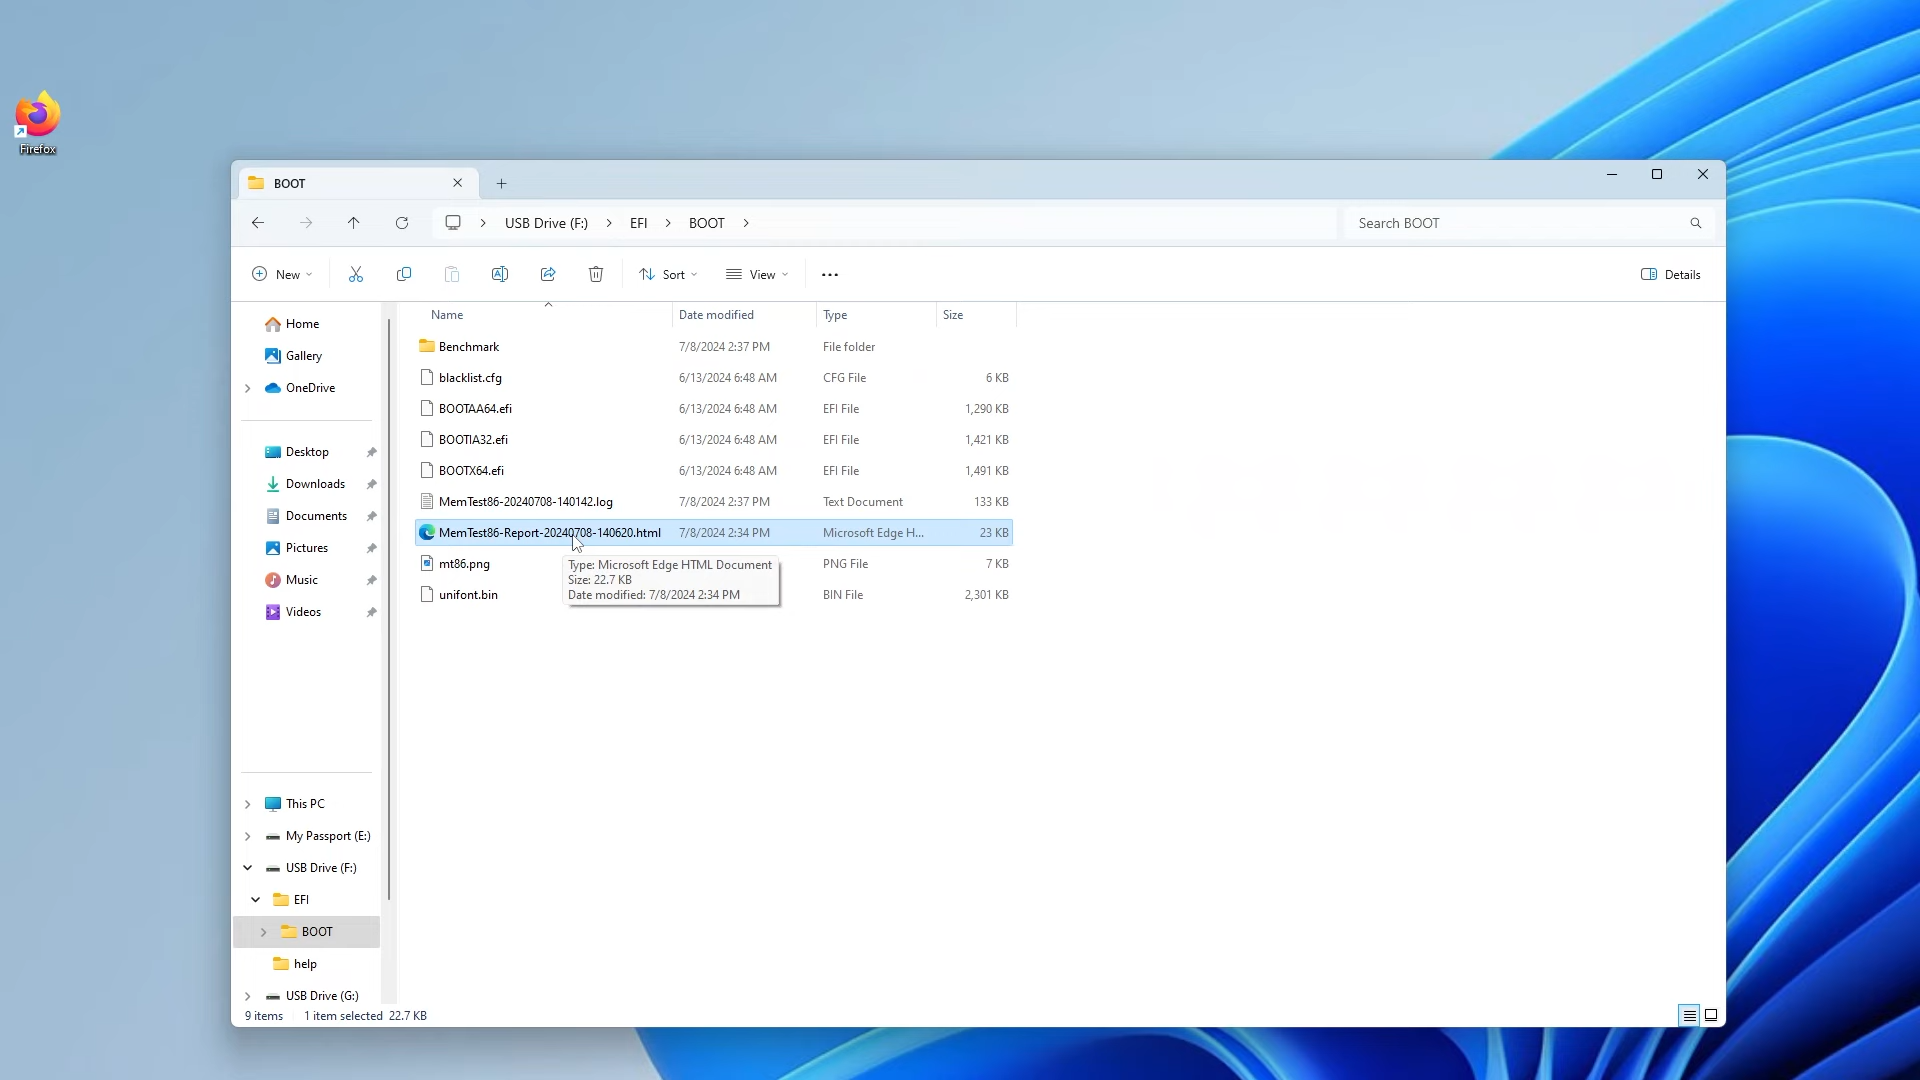 Firefox
BOOT
USB Drive (F:) EFI BOOT
Search BOOT
New Sort View ... Details
Name Date modified Type Size
Benchmark 7/8/2024 2:37 PM File folder
blacklist.cfg 6/13/2024 6:48 AM CFG File 6 KB
BOOTAA64.efi 6/13/2024 6:48 AM EFI File 1,290 KB
BOOTIA32.efi 6/13/2024 6:48 AM EFI File 1,421 KB
BOOTX64.efi 6/13/2024 6:48 AM EFI File 1,491 KB
MemTest86-20240708-140142.log 7/8/2024 2:37 PM Text Document 133 KB
MemTest86-Report-20240708-140620.html 7/8/2024 2:34 PM Microsoft Edge H... 23 KB
mt86.png PNG File 7 KB
unifont.bin BIN File 2,301 KB
Type: Microsoft Edge HTML Document
Size: 22.7 KB
Date modified: 7/8/2024 2:34 PM
Home
Gallery
OneDrive
Desktop
Downloads
Documents
Pictures
Music
Videos
This PC
My Passport (E:)
USB Drive (F:)
EFI
BOOT
help
USB Drive (G:)
9 items 1 item selected 22.7 KB